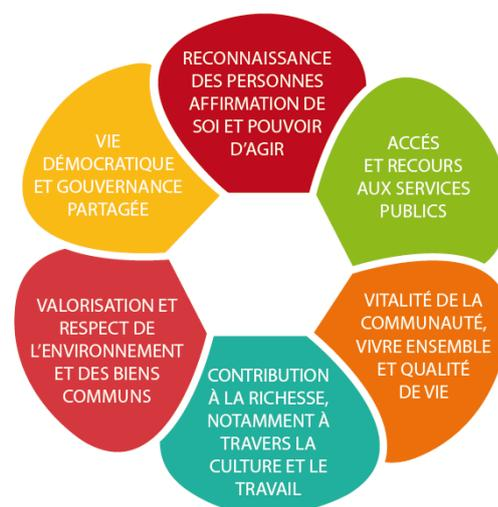 RECONNAISSANCE
DES PERSONNES
AFFIRMATION DE
SOI ET POUVOIR
D'AGIR
ACCÉS
ET RECOURS
AUX SERVICES
PUBLICS
VITALITÉ DE LA
COMMUNAUTÉ,
VIVRE ENSEMBLE
ET QUALITÉ
DE VIE
CONTRIBUTION
À LA RICHESSE,
NOTAMMENT À
TRAVERS LA
CULTURE ET LE
TRAVAIL
VALORISATION ET
RESPECT DE
L'ENVIRONNEMENT
ET DES BIENS
COMMUNS
VIE
DÉMOCRATIQUE
ET GOUVERNANCE
PARTAGÉE